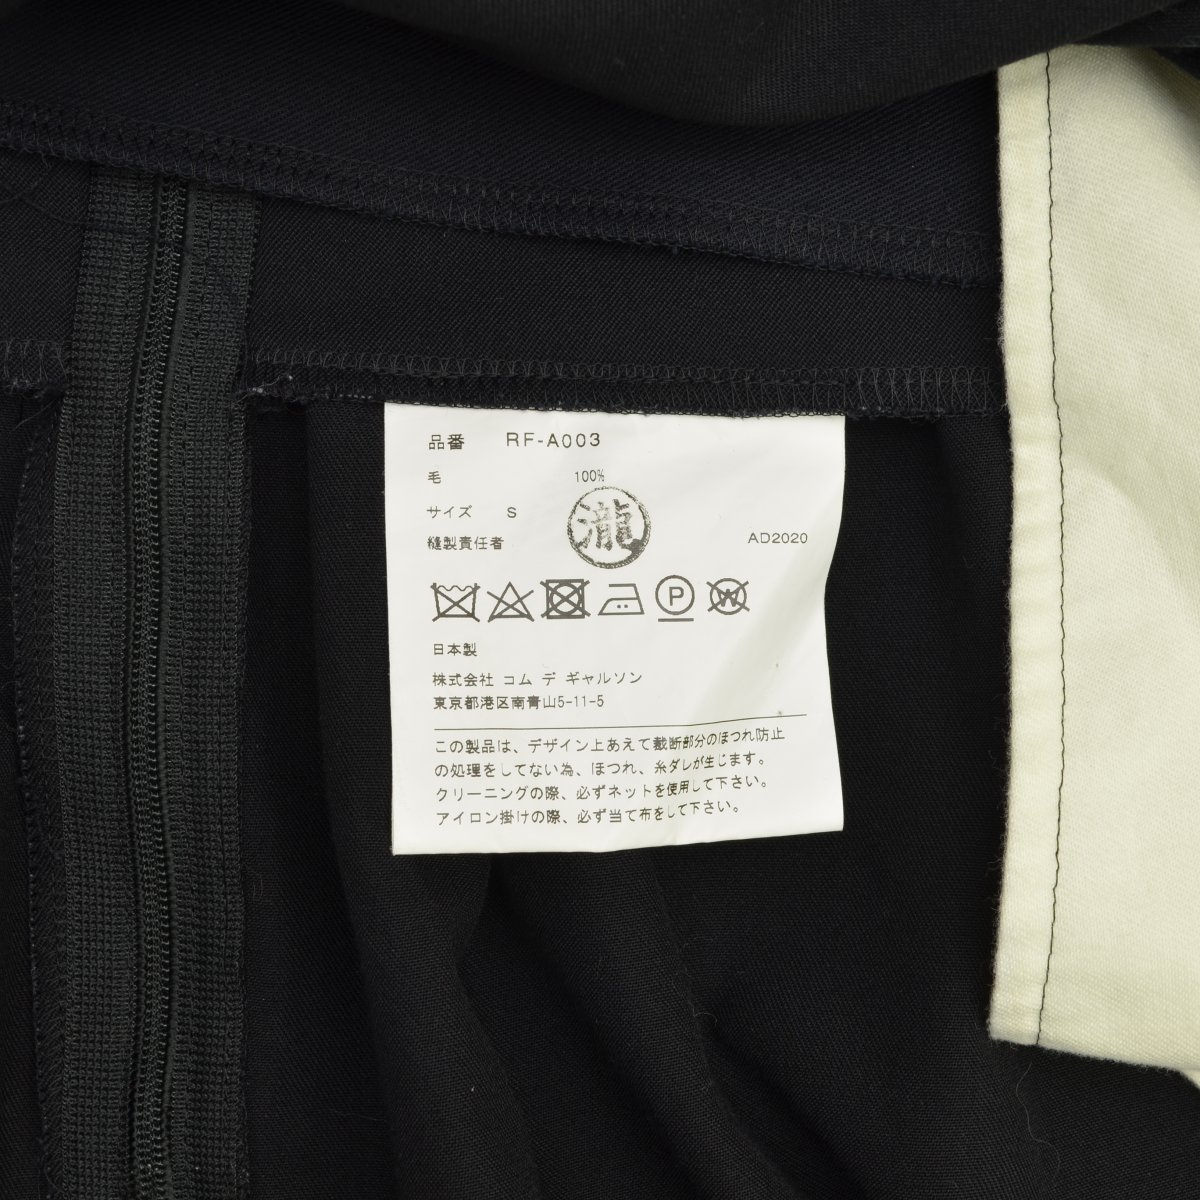 品番 RF-A003
毛 100%
サイズ S
縫製責任者 瀧 AD2020
P W
日本製
株式会社 コム デ ギャルソン
東京都港区南青山5-11-5
この製品は、デザイン上あえて裁断部分のほつれ防止
の処理をしてない為、ほつれ、糸ダレが生じます。
クリーニングの際、必ずネットを使用して下さい。
アイロン掛けの際、必ず当て布をして下さい。